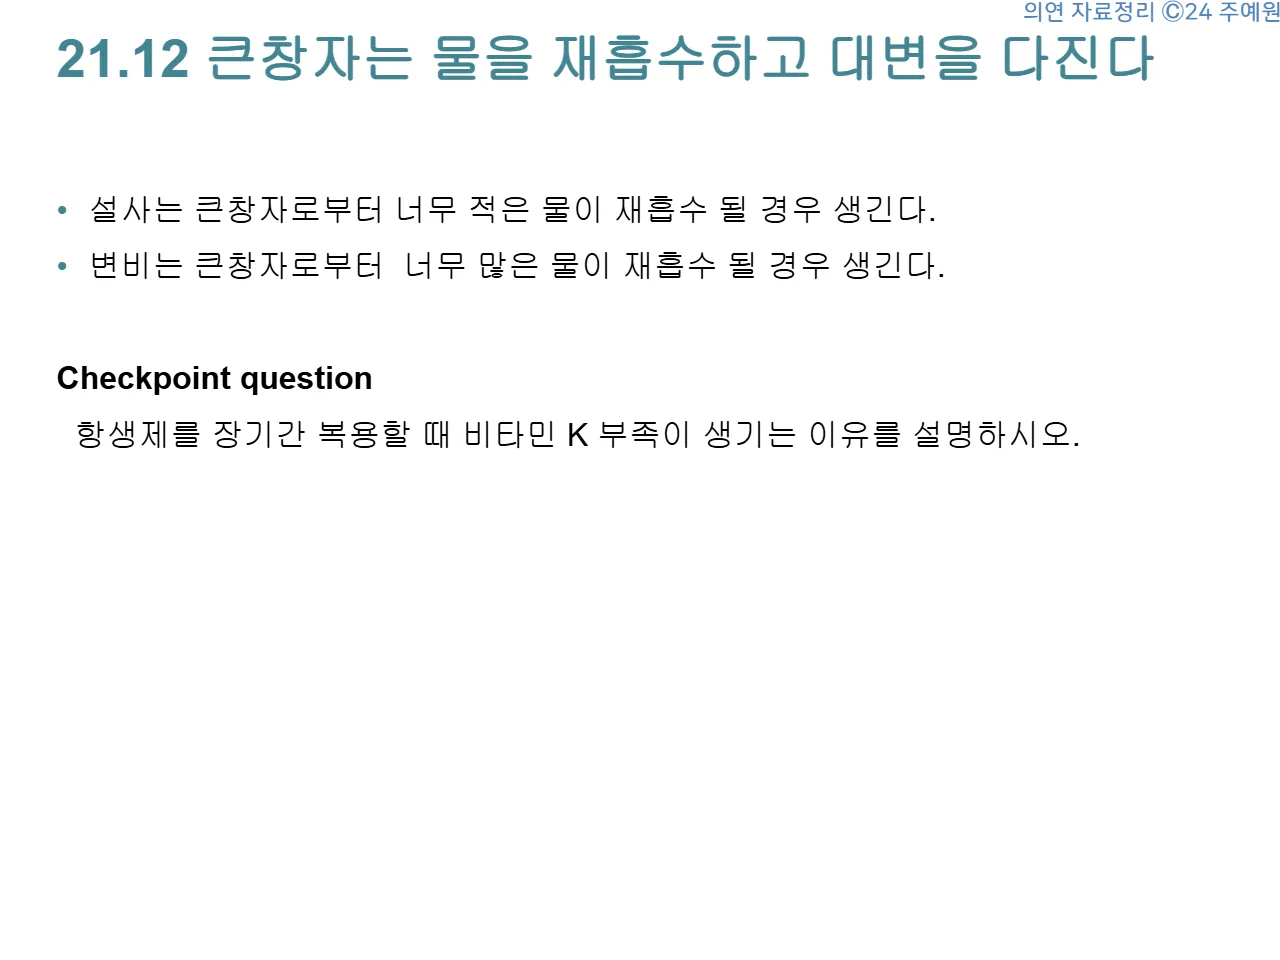 의연 자료정리 Ⓒ24 주예원
21.12 큰창자는 물을 재흡수하고 대변을 다진다
• 설사는 큰창자로부터 너무 적은 물이 재흡수 될 경우 생긴다.
• 변비는 큰창자로부터 너무 많은 물이 재흡수 될 경우 생긴다.
Checkpoint question
항생제를 장기간 복용할 때 비타민 K 부족이 생기는 이유를 설명하시오.